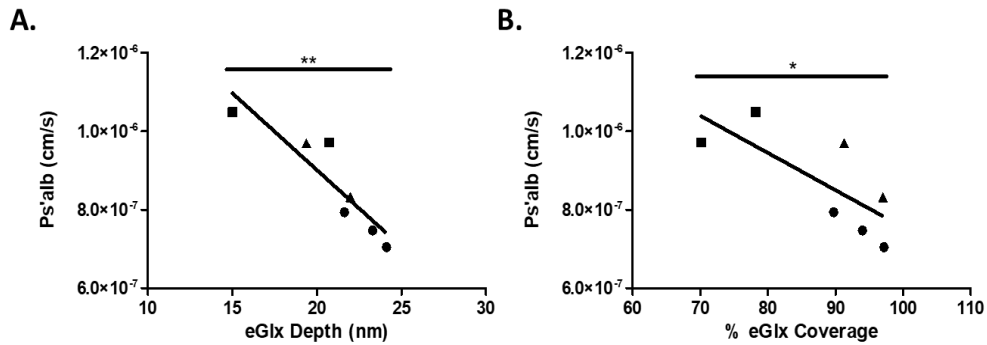 A.
**
1.2×10⁻⁶
1.0×10⁻⁶
8.0×10⁻⁷
6.0×10⁻⁷
Ps'alb (cm/s)
10 15 20 25 30
eGlx Depth (nm)
B.
*
1.2×10⁻⁶
1.0×10⁻⁶
8.0×10⁻⁷
6.0×10⁻⁷
Ps'alb (cm/s)
60 70 80 90 100 110
% eGlx Coverage